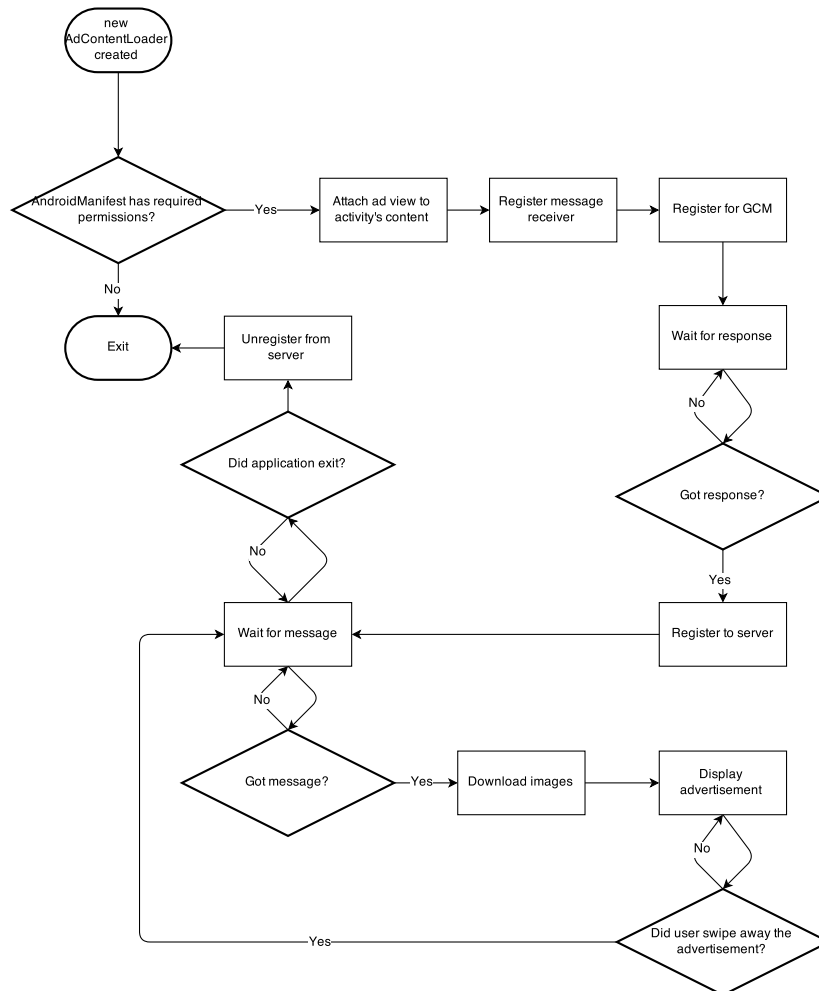 new
AdContentLoader
created
AndroidManifest has required
permissions?
Yes
Attach ad view to
activity's content
Register message
receiver
Register for GCM
No
Exit
Unregister from
server
Wait for response
No
Did application exit?
Got response?
No
Yes
Wait for message
Register to server
No
Got message?
Yes
Download images
Display
advertisement
No
Did user swipe away the
advertisement?
Yes